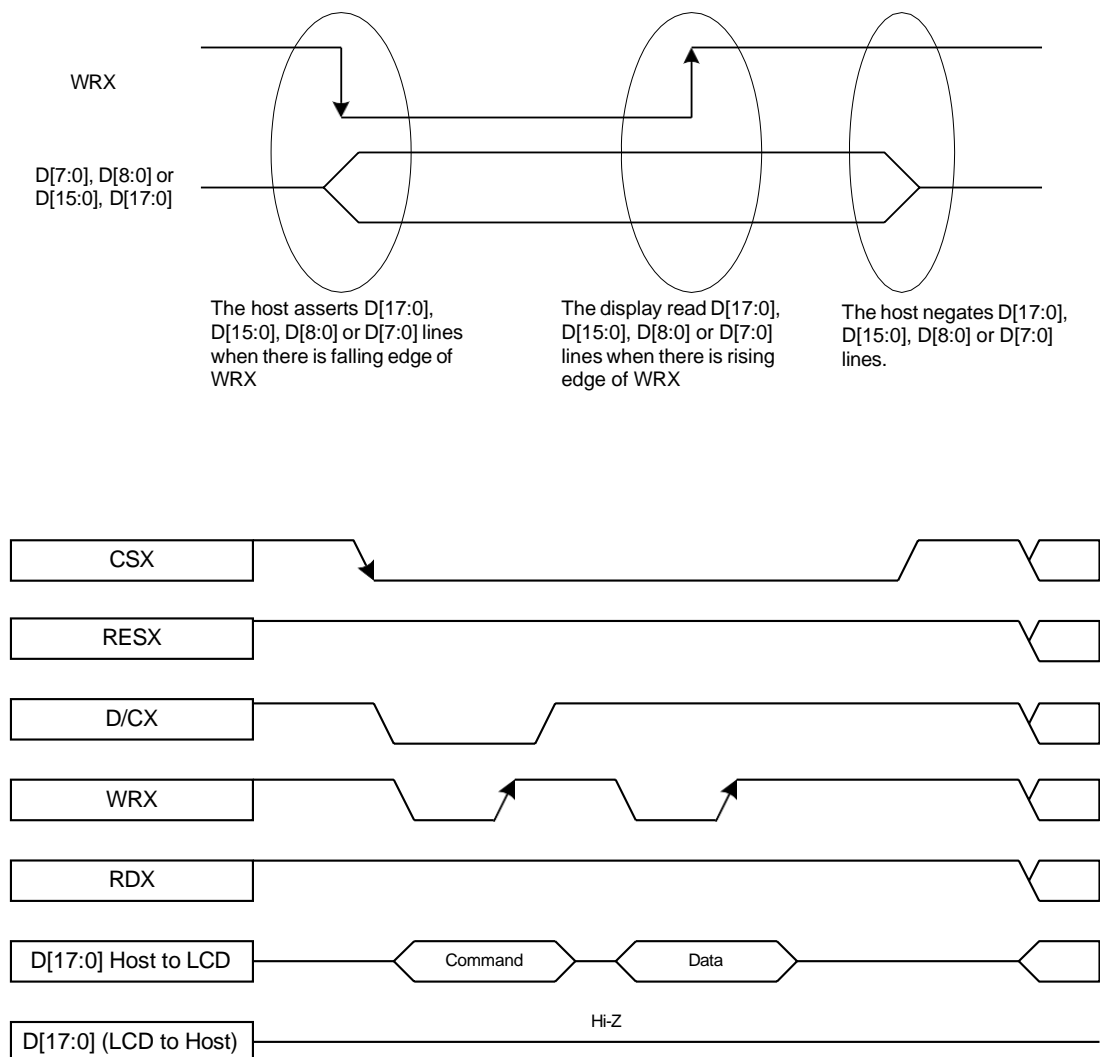 WRX
D[7:0], D[8:0] or
D[15:0], D[17:0]
The host asserts D[17:0],
D[15:0], D[8:0] or D[7:0] lines
when there is falling edge of
WRX
The display read D[17:0],
D[15:0], D[8:0] or D[7:0]
lines when there is rising
edge of WRX
The host negates D[17:0],
D[15:0], D[8:0] or D[7:0]
lines.
CSX
RESX
D/CX
WRX
RDX
D[17:0] Host to LCD
Command
Data
Hi-Z
D[17:0] (LCD to Host)